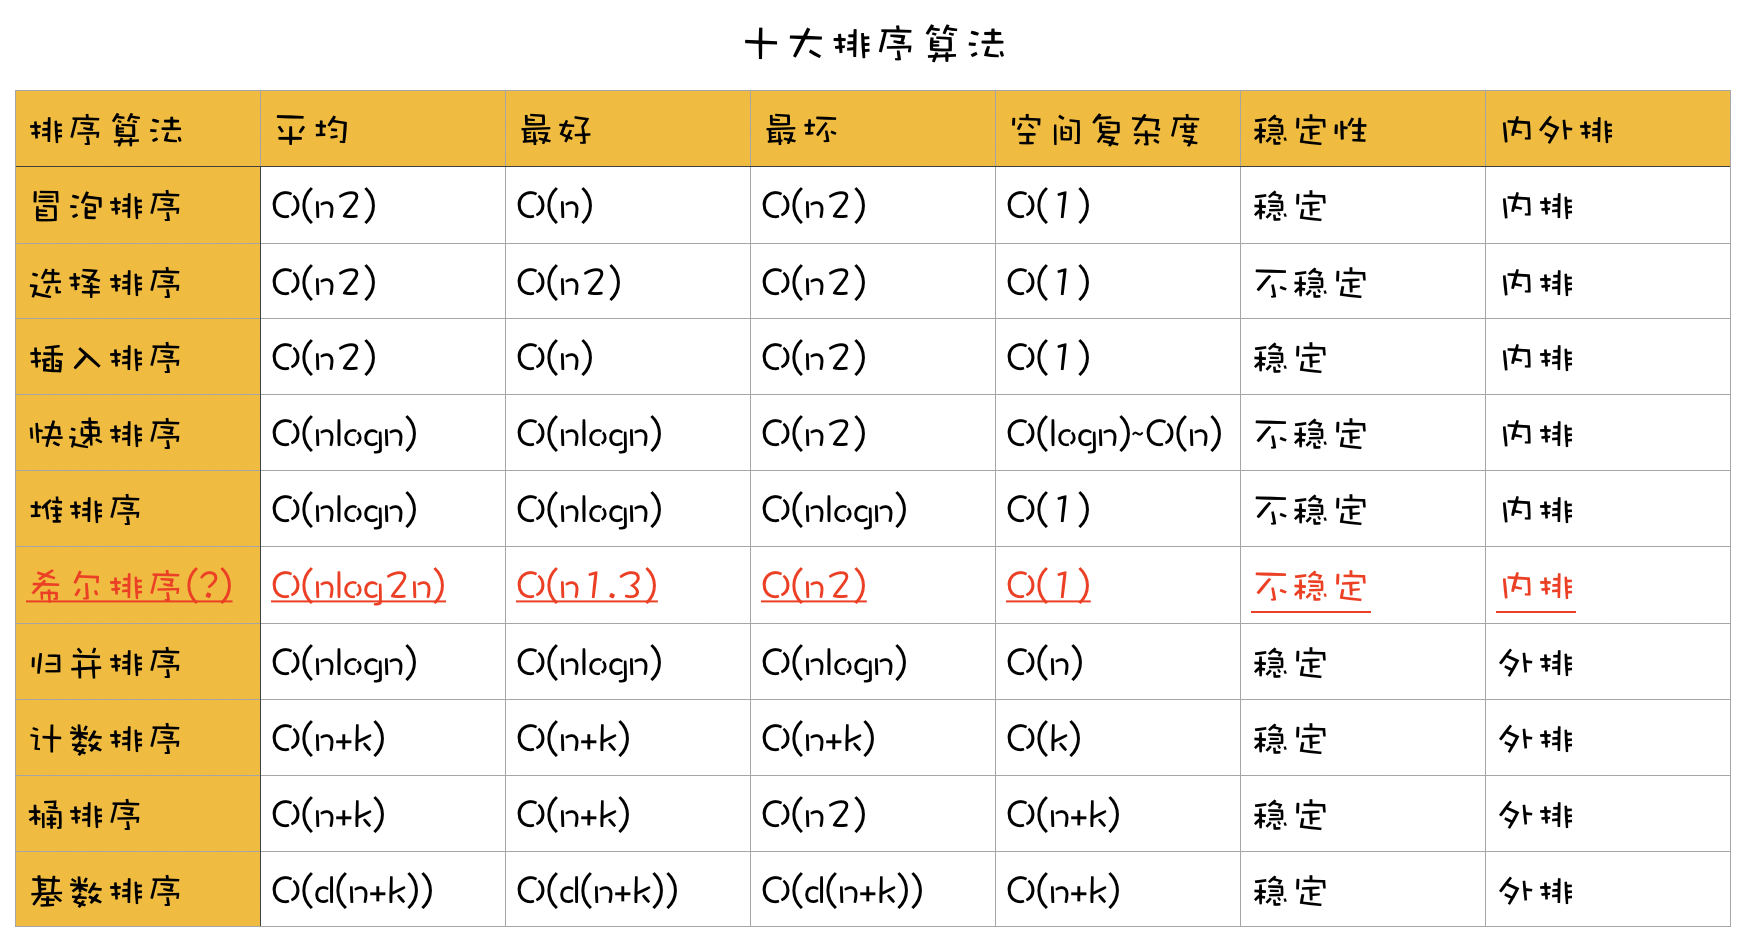 十大排序算法
排序算法 平均 最好 最坏 空间复杂度 稳定性 内外排
冒泡排序 O(n2) O(n) O(n2) O(1) 稳定 内排
选择排序 O(n2) O(n2) O(n2) O(1) 不稳定 内排
插入排序 O(n2) O(n) O(n2) O(1) 稳定 内排
快速排序 O(nlogn) O(nlogn) O(n2) O(logn)~O(n) 不稳定 内排
堆排序 O(nlogn) O(nlogn) O(nlogn) O(1) 不稳定 内排
希尔排序(?) O(nlog2n) O(n1.3) O(n2) O(1) 不稳定 内排
归并排序 O(nlogn) O(nlogn) O(nlogn) O(n) 稳定 外排
计数排序 O(n+k) O(n+k) O(n+k) O(k) 稳定 外排
桶排序 O(n+k) O(n+k) O(n2) O(n+k) 稳定 外排
基数排序 O(d(n+k)) O(d(n+k)) O(d(n+k)) O(n+k) 稳定 外排